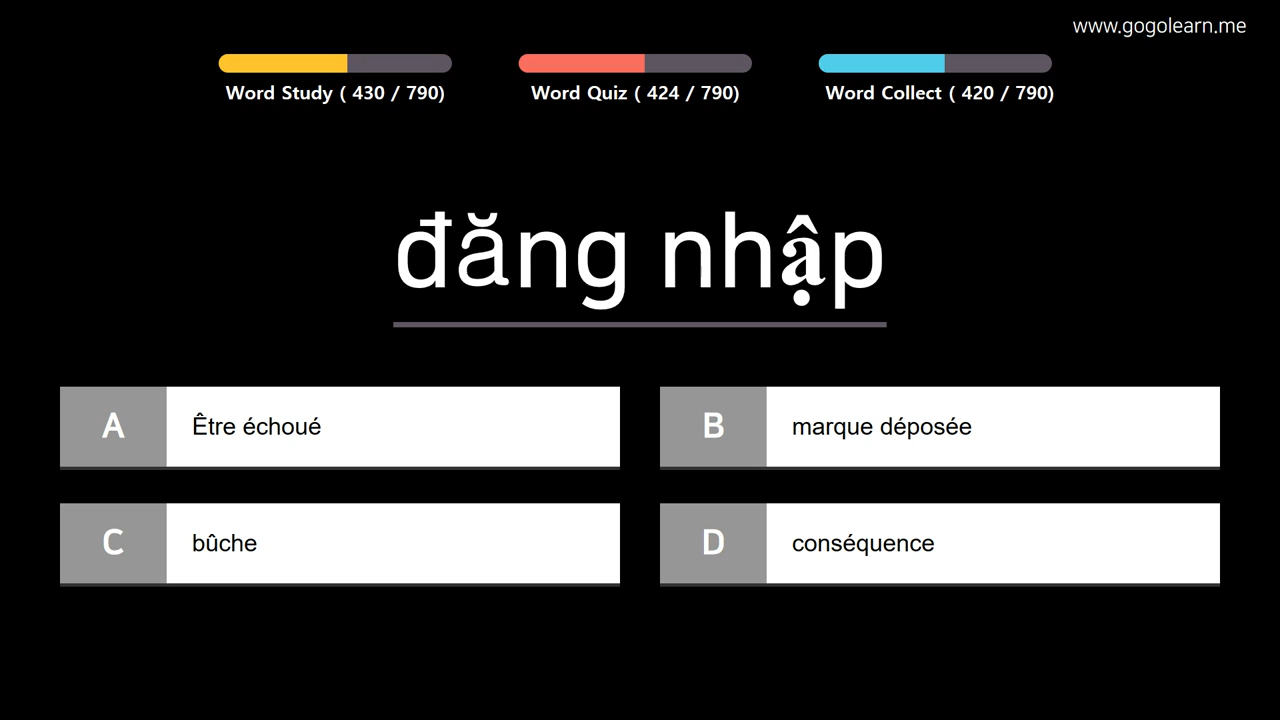 www.gogolearn.me
Word Study ( 430 / 790)
Word Quiz ( 424 / 790)
Word Collect ( 420 / 790)
đăng nhập
A Être échoué
B marque déposée
C bûche
D conséquence